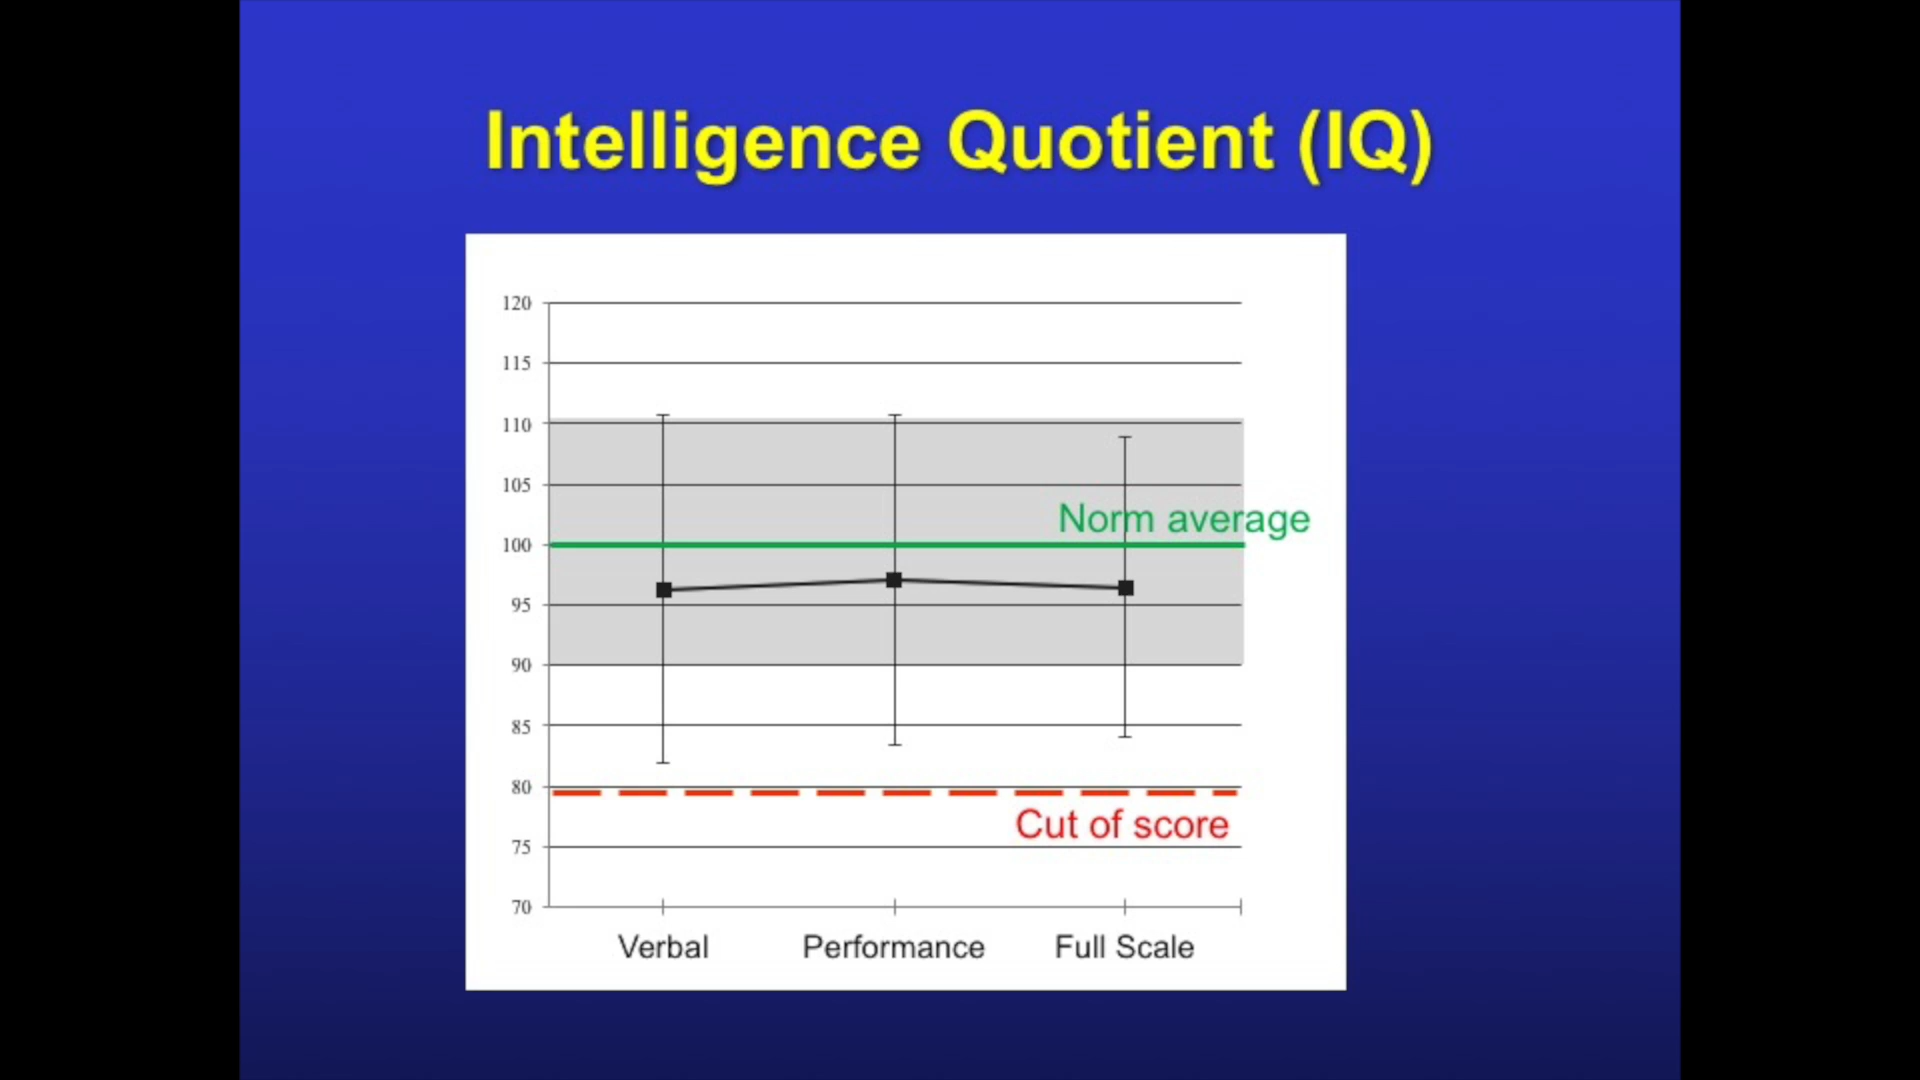 Intelligence Quotient (IQ)
120
115
110
105
Norm average
100
95
90
85
80
Cut of score
75
70
Verbal Performance Full Scale